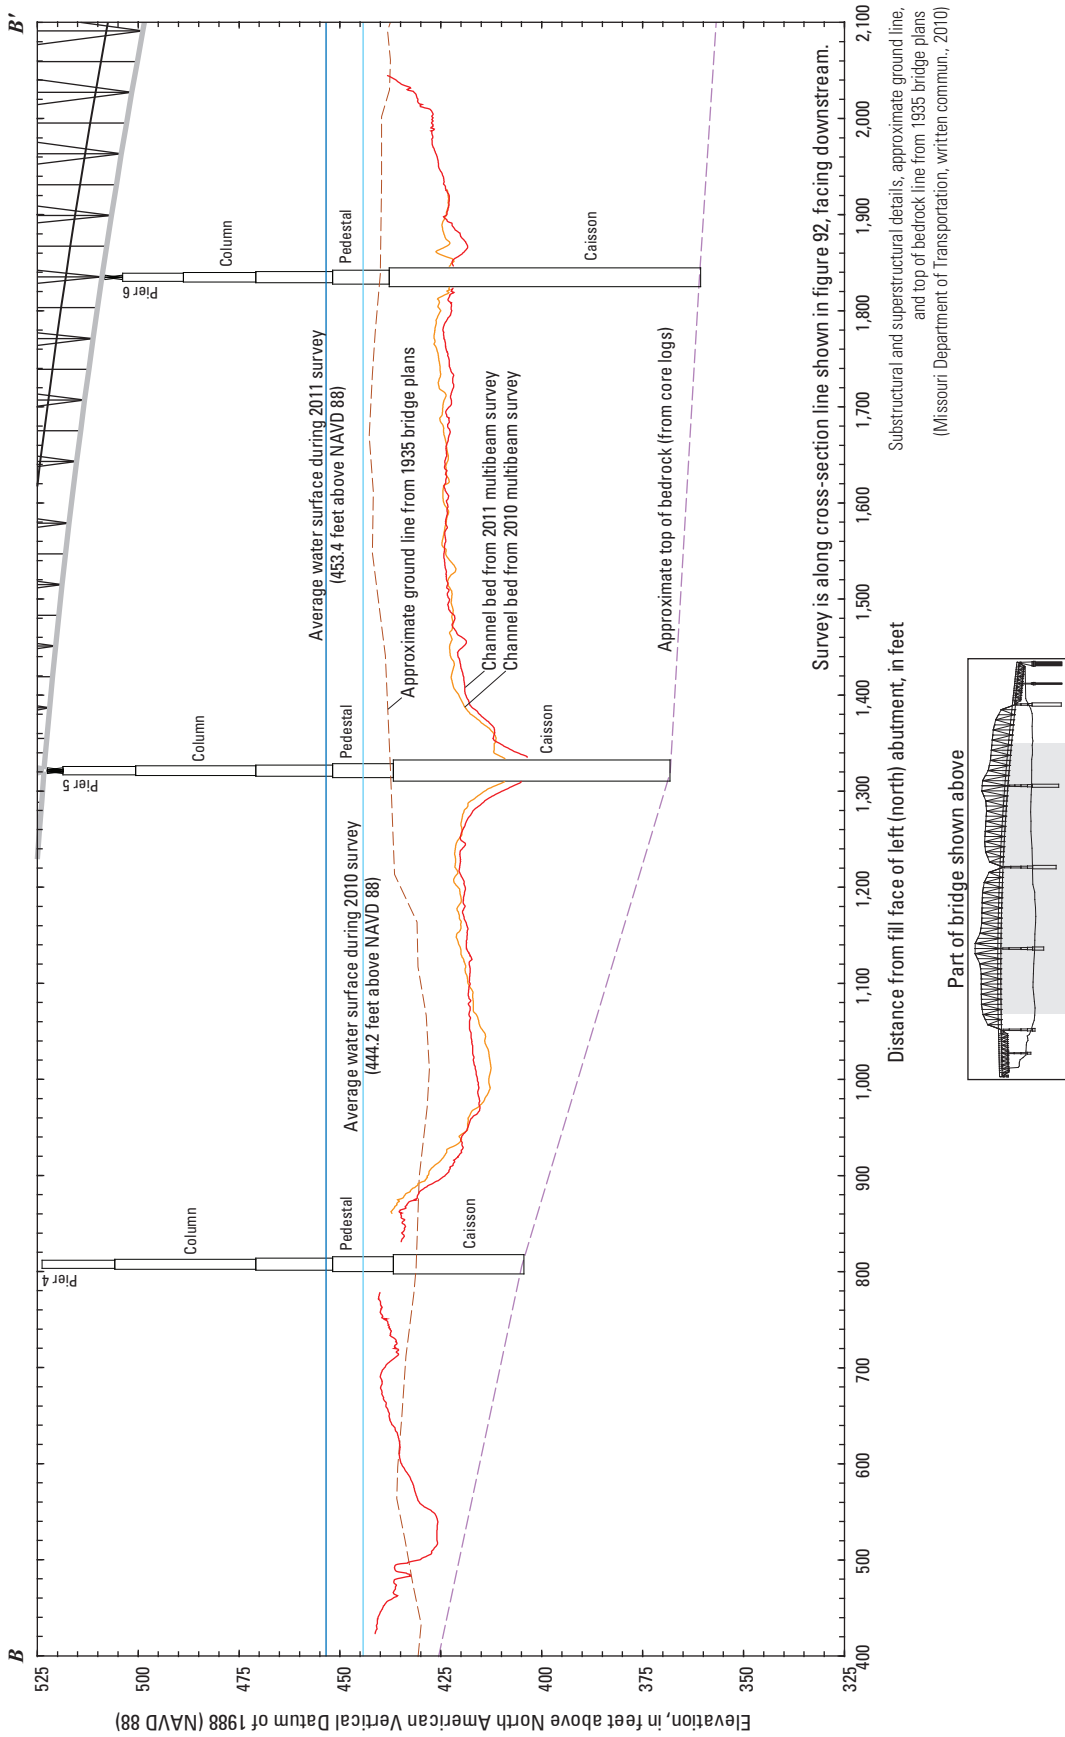 B
B'
525
500
475
450
425
400
375
350
325
Elevation, in feet above North American Vertical Datum of 1988 (NAVD 88)
400
500
600
700
800
900
1,000
1,100
1,200
1,300
1,400
1,500
1,600
1,700
1,800
1,900
2,000
2,100
Distance from fill face of left (north) abutment, in feet
Pier 4
Column
Pedestal
Caisson
Pier 5
Column
Pedestal
Caisson
Pier 6
Column
Pedestal
Caisson
Average water surface during 2010 survey
(444.2 feet above NAVD 88)
Average water surface during 2011 survey
(453.4 feet above NAVD 88)
Approximate ground line from 1935 bridge plans
Channel bed from 2011 multibeam survey
Channel bed from 2010 multibeam survey
Approximate top of bedrock (from core logs)
Survey is along cross-section line shown in figure 92, facing downstream.
Substructural and superstructural details, approximate ground line,
and top of bedrock line from 1935 bridge plans
(Missouri Department of Transportation, written commun., 2010)
Part of bridge shown above